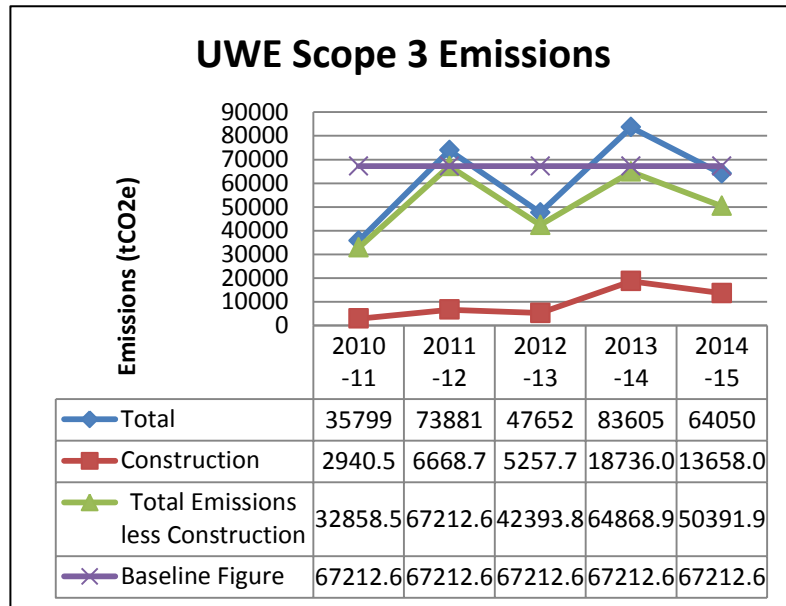 UWE Scope 3 Emissions
Emissions (tCO2e)
90000
80000
70000
60000
50000
40000
30000
20000
10000
0
2010 2011 2012 2013 2014
-11 -12 -13 -14 -15
Total 35799 73881 47652 83605 64050
Construction 2940.5 6668.7 5257.7 18736.0 13658.0
Total Emissions
less Construction 32858.5 67212.6 42393.8 64868.9 50391.9
Baseline Figure 67212.6 67212.6 67212.6 67212.6 67212.6